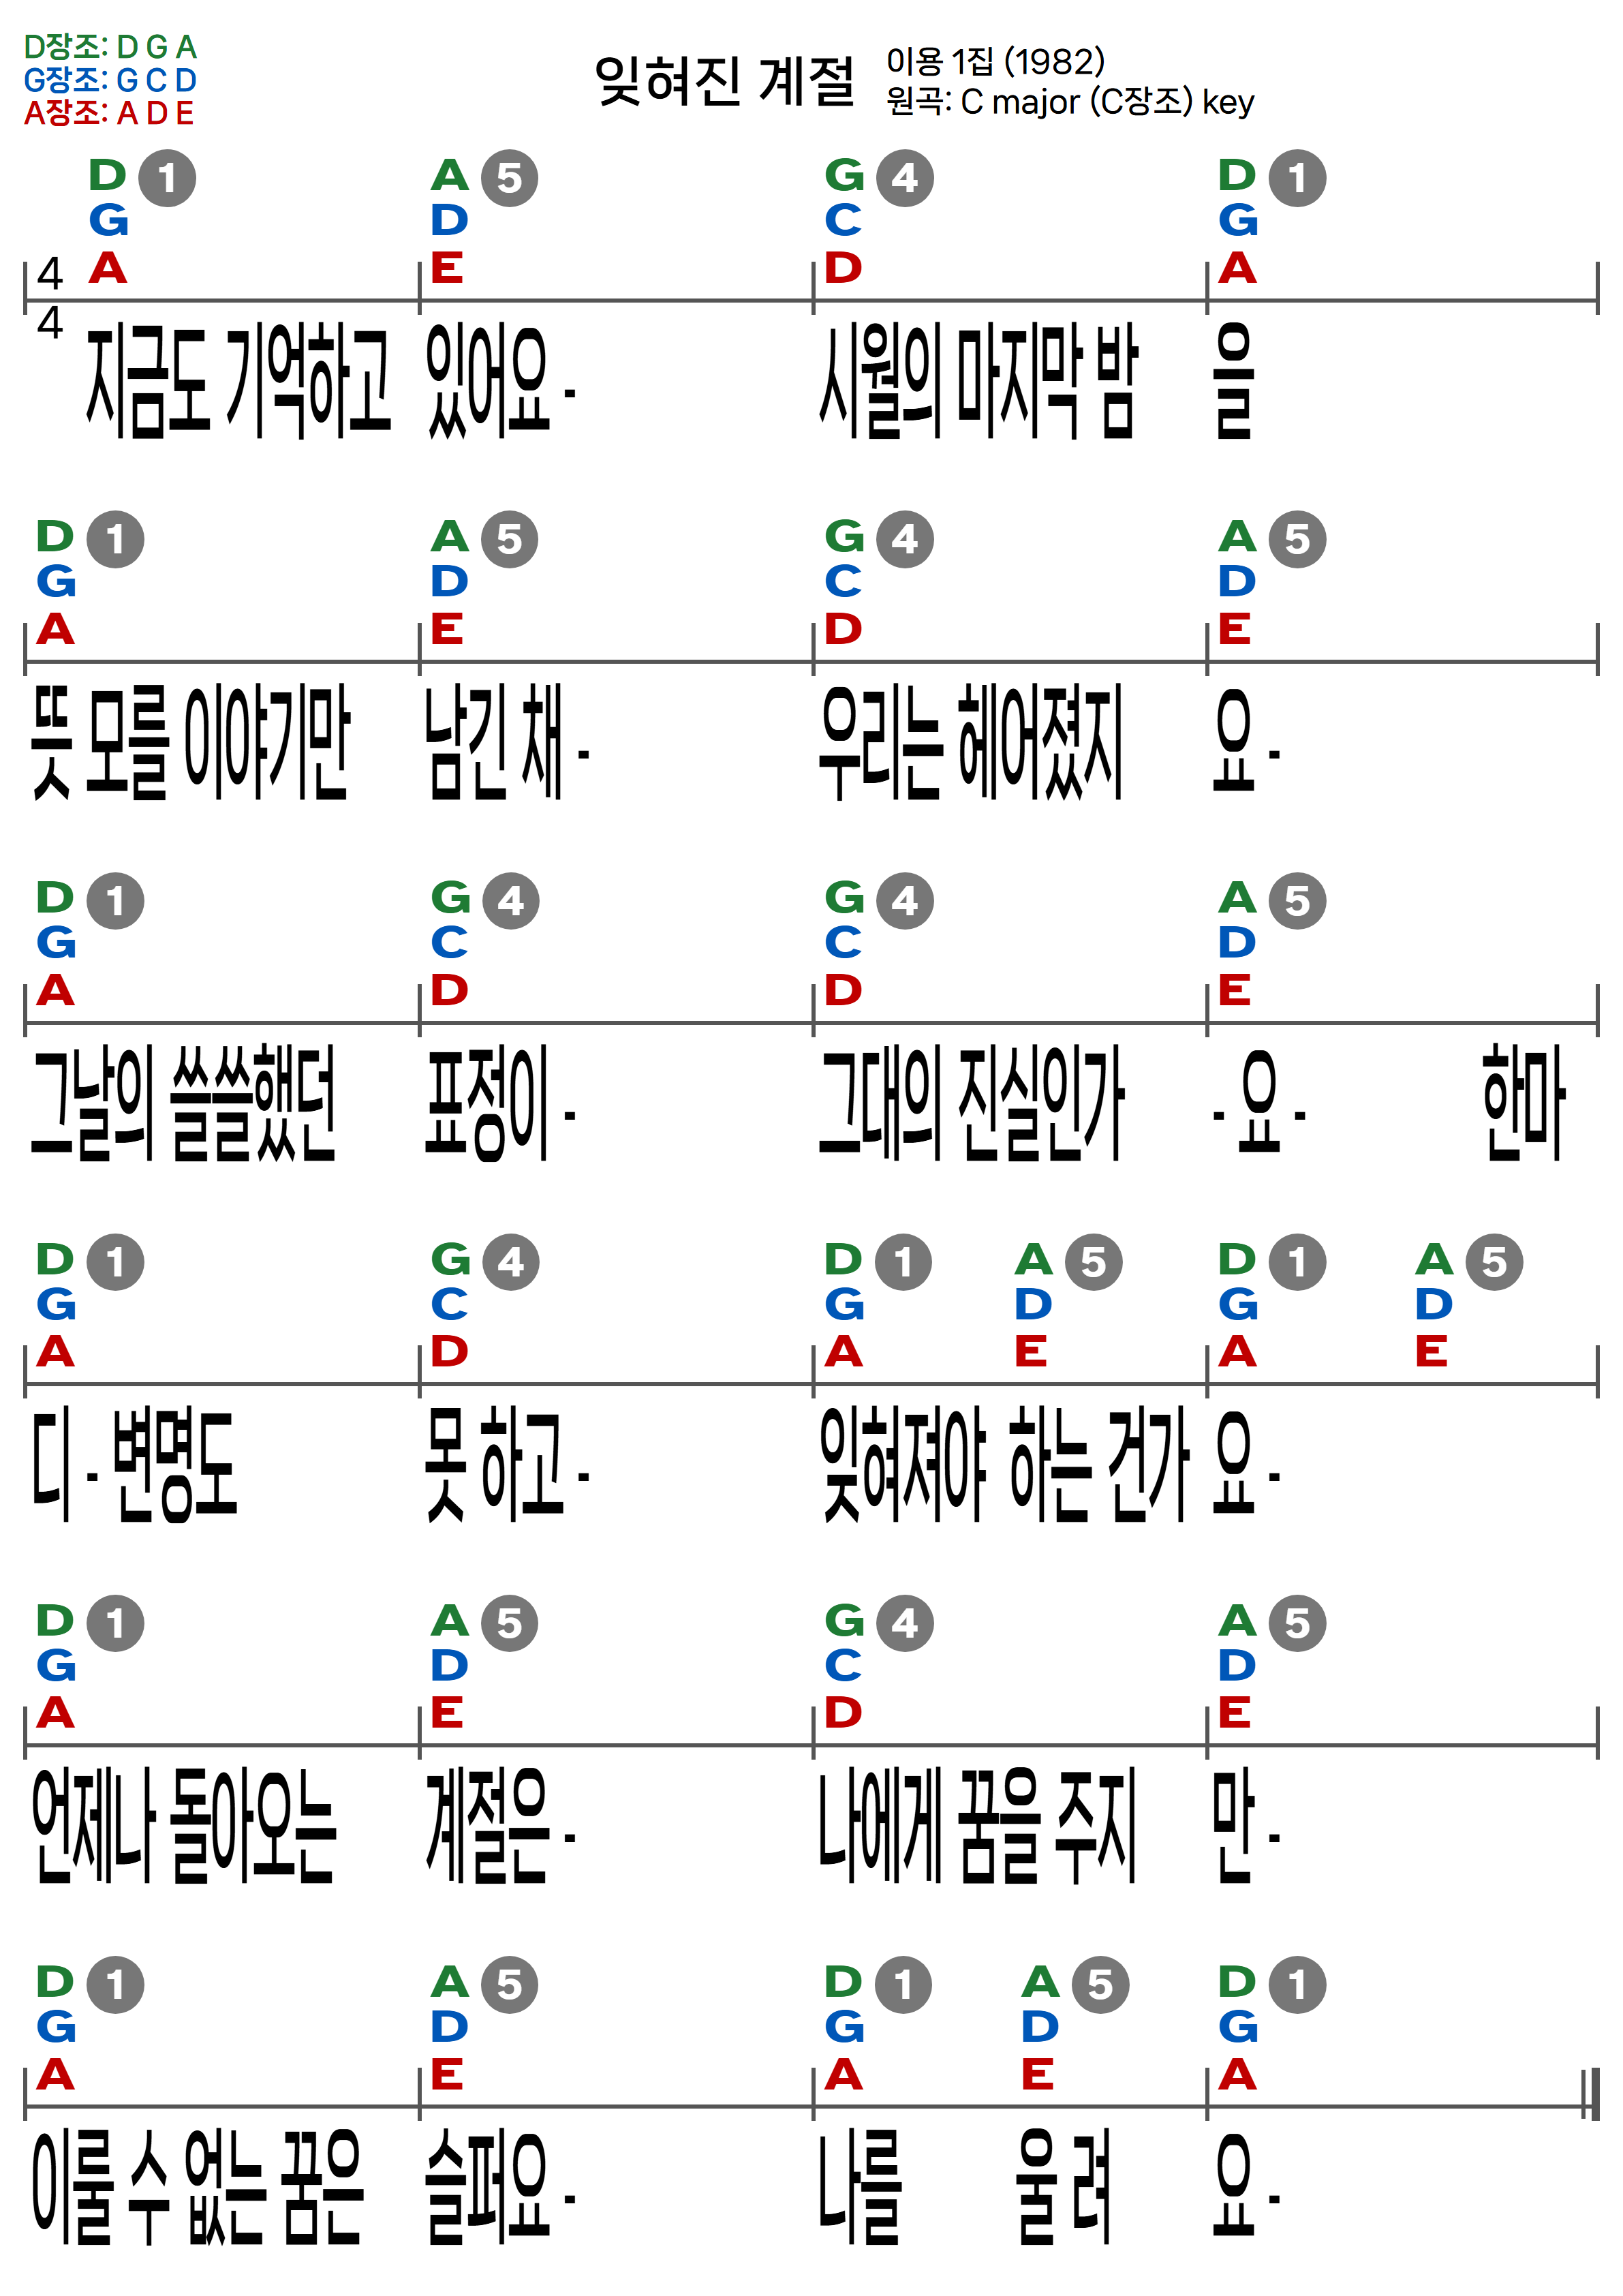 D장조: D G A
G장조: G C D
A장조: A D E
잊혀진 계절
이용 1집 (1982)
원곡: C major (C장조) key
D 1 A 5 G 4 D 1
G D C G
A E D A
4
4
지금도 기억하고 있어요 - 시월의 마지막 밤 을
D 1 A 5 G 4 A 5
G D C D
A E D E
뜻 모를 이야기만 남긴 채 - 우리는 헤어졌지 요 -
D 1 G 4 G 4 A 5
G C C D
A D D E
그날의 쓸쓸했던 표정이 - 그대의 진실인가 - 요 - 한마
D 1 G 4 D 1 A 5 D 1 A 5
G C G D G D
A D A E A E
디 - 변명도 못 하고 - 잊혀져야 하는 건가 요 -
D 1 A 5 G 4 A 5
G D C D
A E D E
언제나 돌아오는 계절은 - 나에게 꿈을 주지 만 -
D 1 A 5 D 1 A 5 D 1
G D G D G
A E A E A
이룰 수 없는 꿈은 슬퍼요 - 나를 울 려 요 -